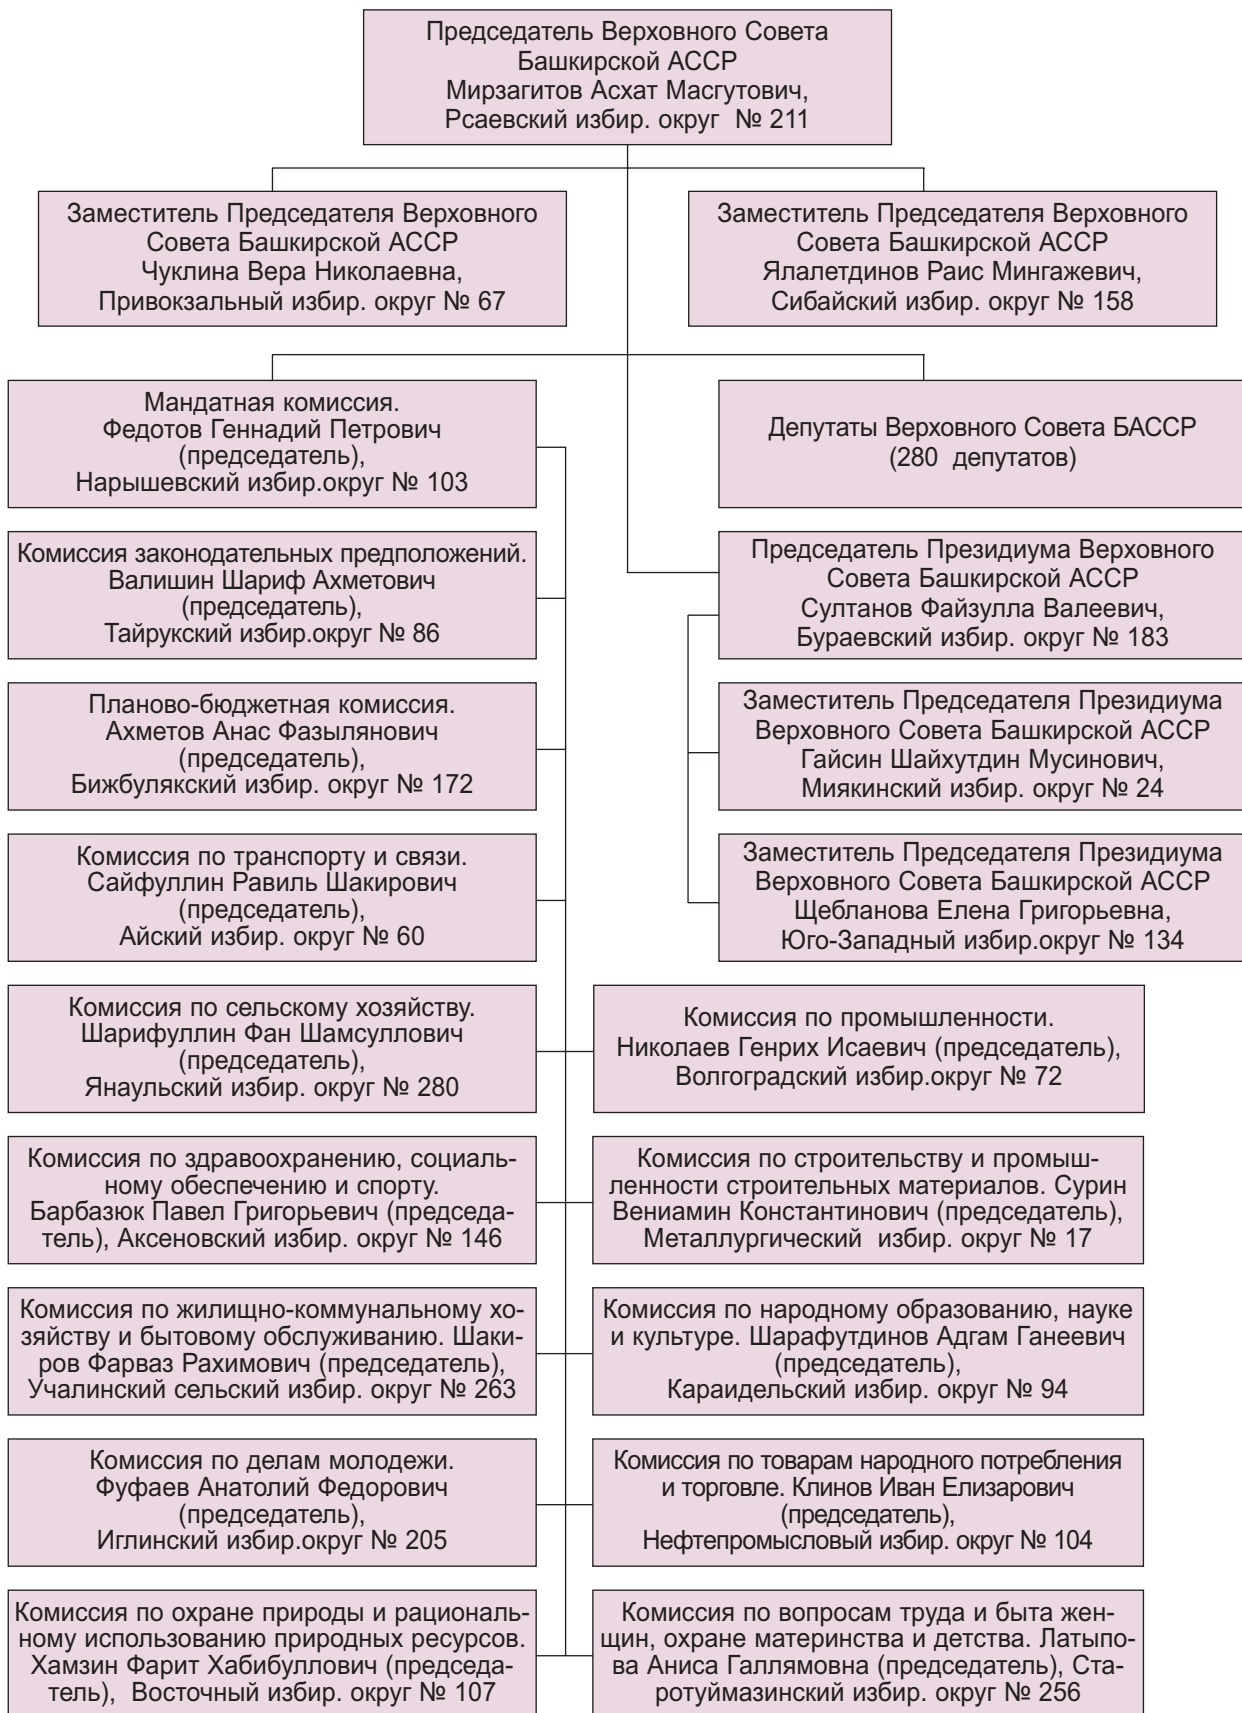 Председатель Верховного Совета
Башкирской АССР
Мирзагитов Асхат Масгутович,
Рсаевский избир. округ № 211
Заместитель Председателя Верховного
Совета Башкирской АССР
Чуклина Вера Николаевна,
Привокзальный избир. округ № 67
Заместитель Председателя Верховного
Совета Башкирской АССР
Ялалетдинов Раис Мингажевич,
Сибайский избир. округ № 158
Мандатная комиссия.
Федотов Геннадий Петрович
(председатель),
Нарышевский избир.округ № 103
Депутаты Верховного Совета БАССР
(280 депутатов)
Комиссия законодательных предположений.
Валишин Шариф Ахметович
(председатель),
Тайрукский избир.округ № 86
Председатель Президиума Верховного
Совета Башкирской АССР
Султанов Файзулла Валеевич,
Бураевский избир. округ № 183
Планово-бюджетная комиссия.
Ахметов Анас Фазылянович
(председатель),
Бижбулякский избир. округ № 172
Заместитель Председателя Президиума
Верховного Совета Башкирской АССР
Гайсин Шайхутдин Мусинович,
Миякинский избир. округ № 24
Комиссия по транспорту и связи.
Сайфуллин Равиль Шакирович
(председатель),
Айский избир. округ № 60
Заместитель Председателя Президиума
Верховного Совета Башкирской АССР
Щебланова Елена Григорьевна,
Юго-Западный избир.округ № 134
Комиссия по сельскому хозяйству.
Шарифуллин Фан Шамсуллович
(председатель),
Янаульский избир. округ № 280
Комиссия по промышленности.
Николаев Генрих Исаевич (председатель),
Волгоградский избир.округ № 72
Комиссия по здравоохранению, социаль-
ному обеспечению и спорту.
Барбазюк Павел Григорьевич (председа-
тель), Аксеновский избир. округ № 146
Комиссия по строительству и промыш-
ленности строительных материалов. Сурин
Вениамин Константинович (председатель),
Металлургический избир. округ № 17
Комиссия по жилищно-коммунальному хо-
зяйству и бытовому обслуживанию. Шаки-
ров Фарваз Рахимович (председатель),
Учалинский сельский избир. округ № 263
Комиссия по народному образованию, науке
и культуре. Шарафутдинов Адгам Ганеевич
(председатель),
Караидельский избир. округ № 94
Комиссия по делам молодежи.
Фуфаев Анатолий Федорович
(председатель),
Иглинский избир.округ № 205
Комиссия по товарам народного потребления
и торговле. Клинов Иван Елизарович
(председатель),
Нефтепромысловый избир. округ № 104
Комиссия по охране природы и рациональ-
ному использованию природных ресурсов.
Хамзин Фарит Хабибуллович (председа-
тель), Восточный избир. округ № 107
Комиссия по вопросам труда и быта жен-
щин, охране материнства и детства. Латыпо-
ва Аниса Галлямовна (председатель), Ста-
ротуймазинский избир. округ № 256